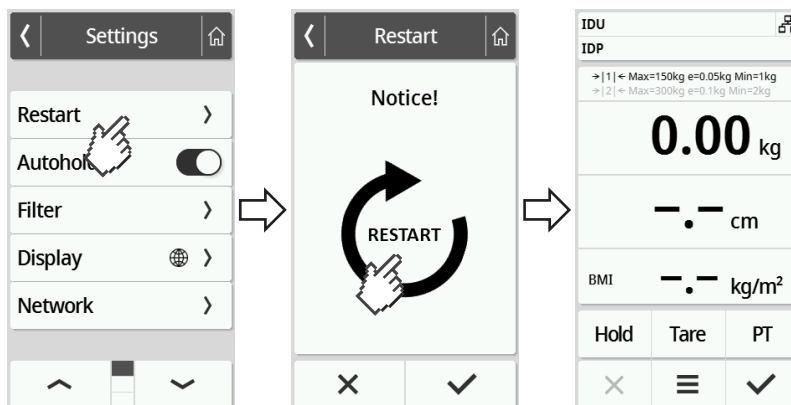 Settings
Restart
Autohold
Filter
Display
Network
Restart
Notice!
RESTART
IDU
IDP
→|1|← Max=150kg e=0.05kg Min=1kg
→|2|← Max=300kg e=0.1kg Min=2kg
0.00 kg
–.– cm
BMI –.– kg/m²
Hold Tare PT